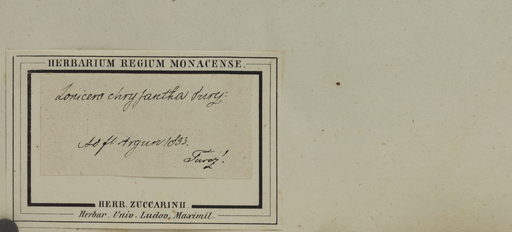 HERBARIUM REGIUM MONACENSE.
Lonicera chrysantha Turcz:
Ad fl. Argun 1833.
Turcz!
HERB. ZUCCARINII.
Herbar. Univ. Ludov. Maximil.